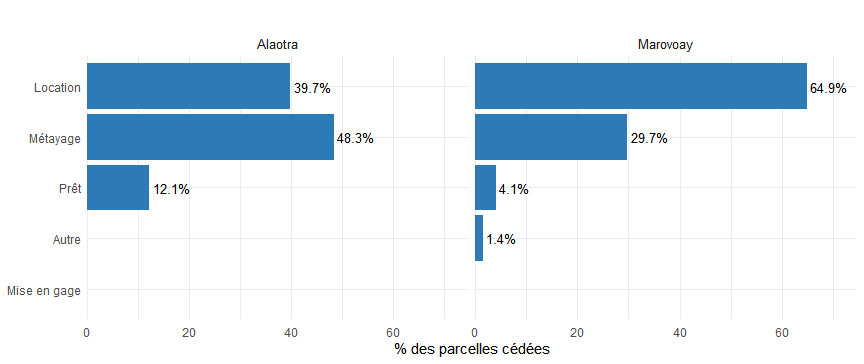 Alaotra
Marovoay
Location
39.7%
64.9%
Métayage
48.3%
29.7%
Prêt
12.1%
4.1%
Autre
1.4%
Mise en gage
0 20 40 60
0 20 40 60
% des parcelles cédées